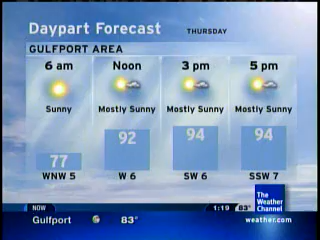 Daypart Forecast THURSDAY
GULFPORT AREA
6 am Noon 3 pm 5 pm
Sunny Mostly Sunny Mostly Sunny Mostly Sunny
77 92 94 94
WNW 5 W 6 SW 6 SSW 7
The
Weather
Channel
NOW 1:19 83°
Gulfport 83° weather.com